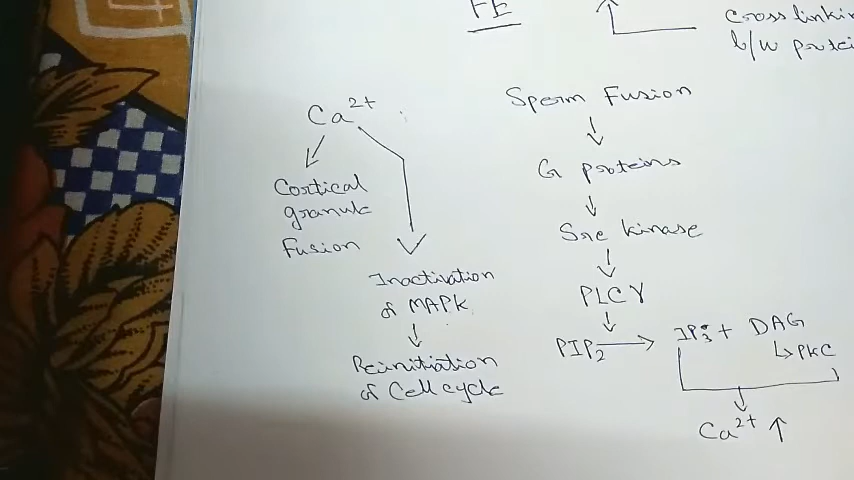 FE
Cross linkin
b/w protei
Ca2+
Cortical
granule
Fusion
Inactivation
of MAPK
Reinitiation
of Cell cycle
Sperm Fusion
G proteins
Src kinase
PLCγ
PIP2 → IP3 + DAG
↳ PKC
Ca2+ ↑